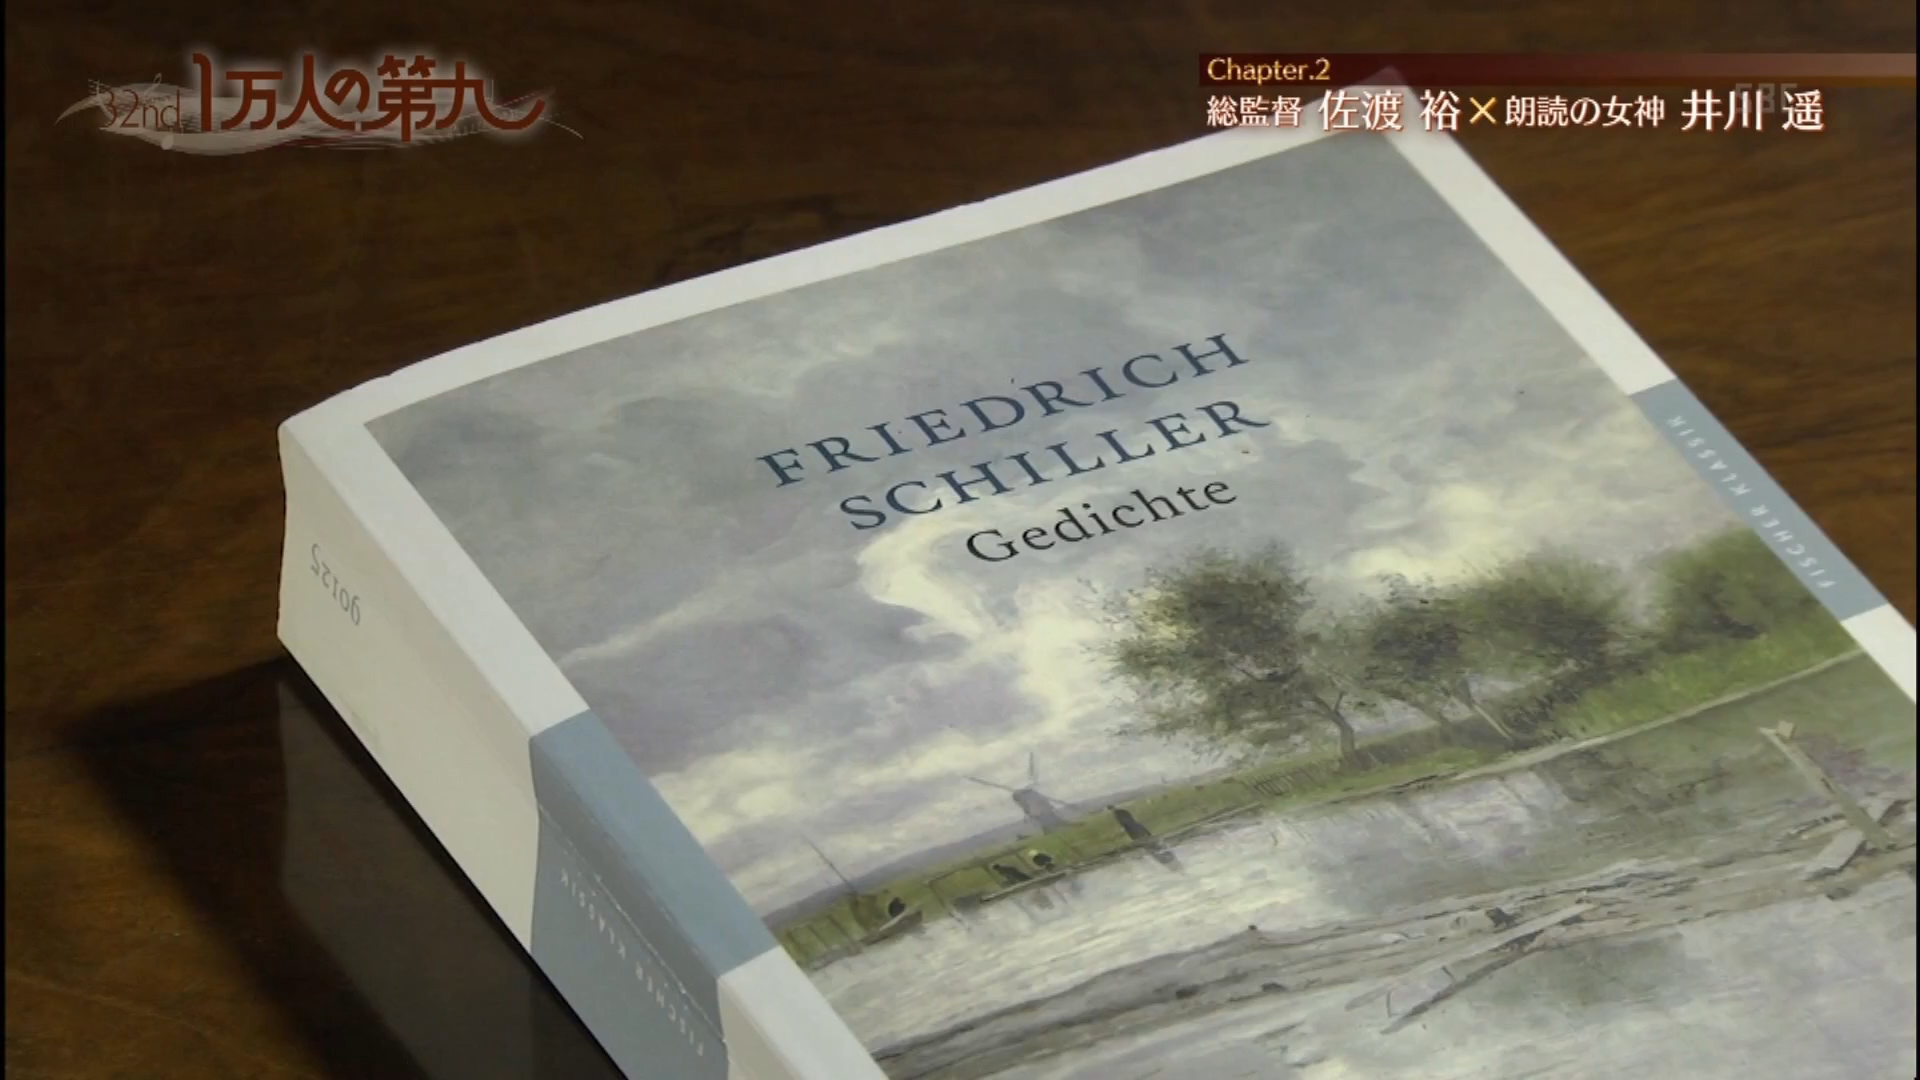 32nd 1万人の第九
Chapter.2
総監督 佐渡 裕×朗読の女神 井川 遥
SBC
FRIEDRICH
SCHILLER
Gedichte
FISCHER KLASSIK
90125
FISCHER KLASSIK